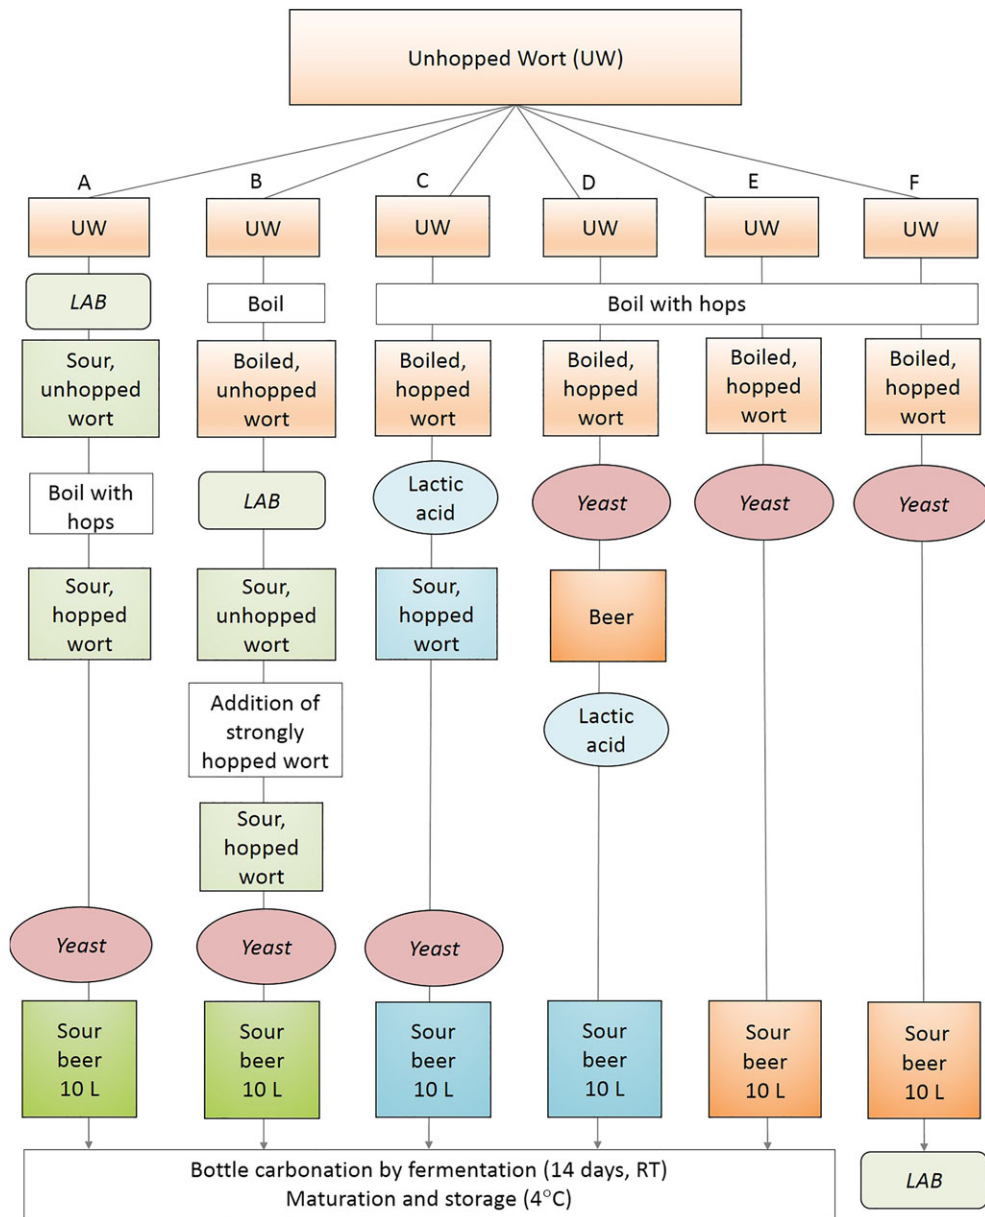 Unhopped Wort (UW)
A B C D E F
UW UW UW UW UW UW
LAB
Boil
Boil with hops
Sour,
unhopped
wort
Boiled,
unhopped
wort
Boiled,
hopped
wort
Boiled,
hopped
wort
Boiled,
hopped
wort
Boiled,
hopped
wort
Boil with
hops
LAB
Lactic
acid
Yeast
Yeast
Yeast
Sour,
hopped
wort
Sour,
unhopped
wort
Sour,
hopped
wort
Beer
Addition of
strongly
hopped wort
Lactic
acid
Sour,
hopped
wort
Yeast
Yeast
Yeast
Sour
beer
10 L
Sour
beer
10 L
Sour
beer
10 L
Sour
beer
10 L
Sour
beer
10 L
Sour
beer
10 L
Bottle carbonation by fermentation (14 days, RT)
Maturation and storage (4°C)
LAB